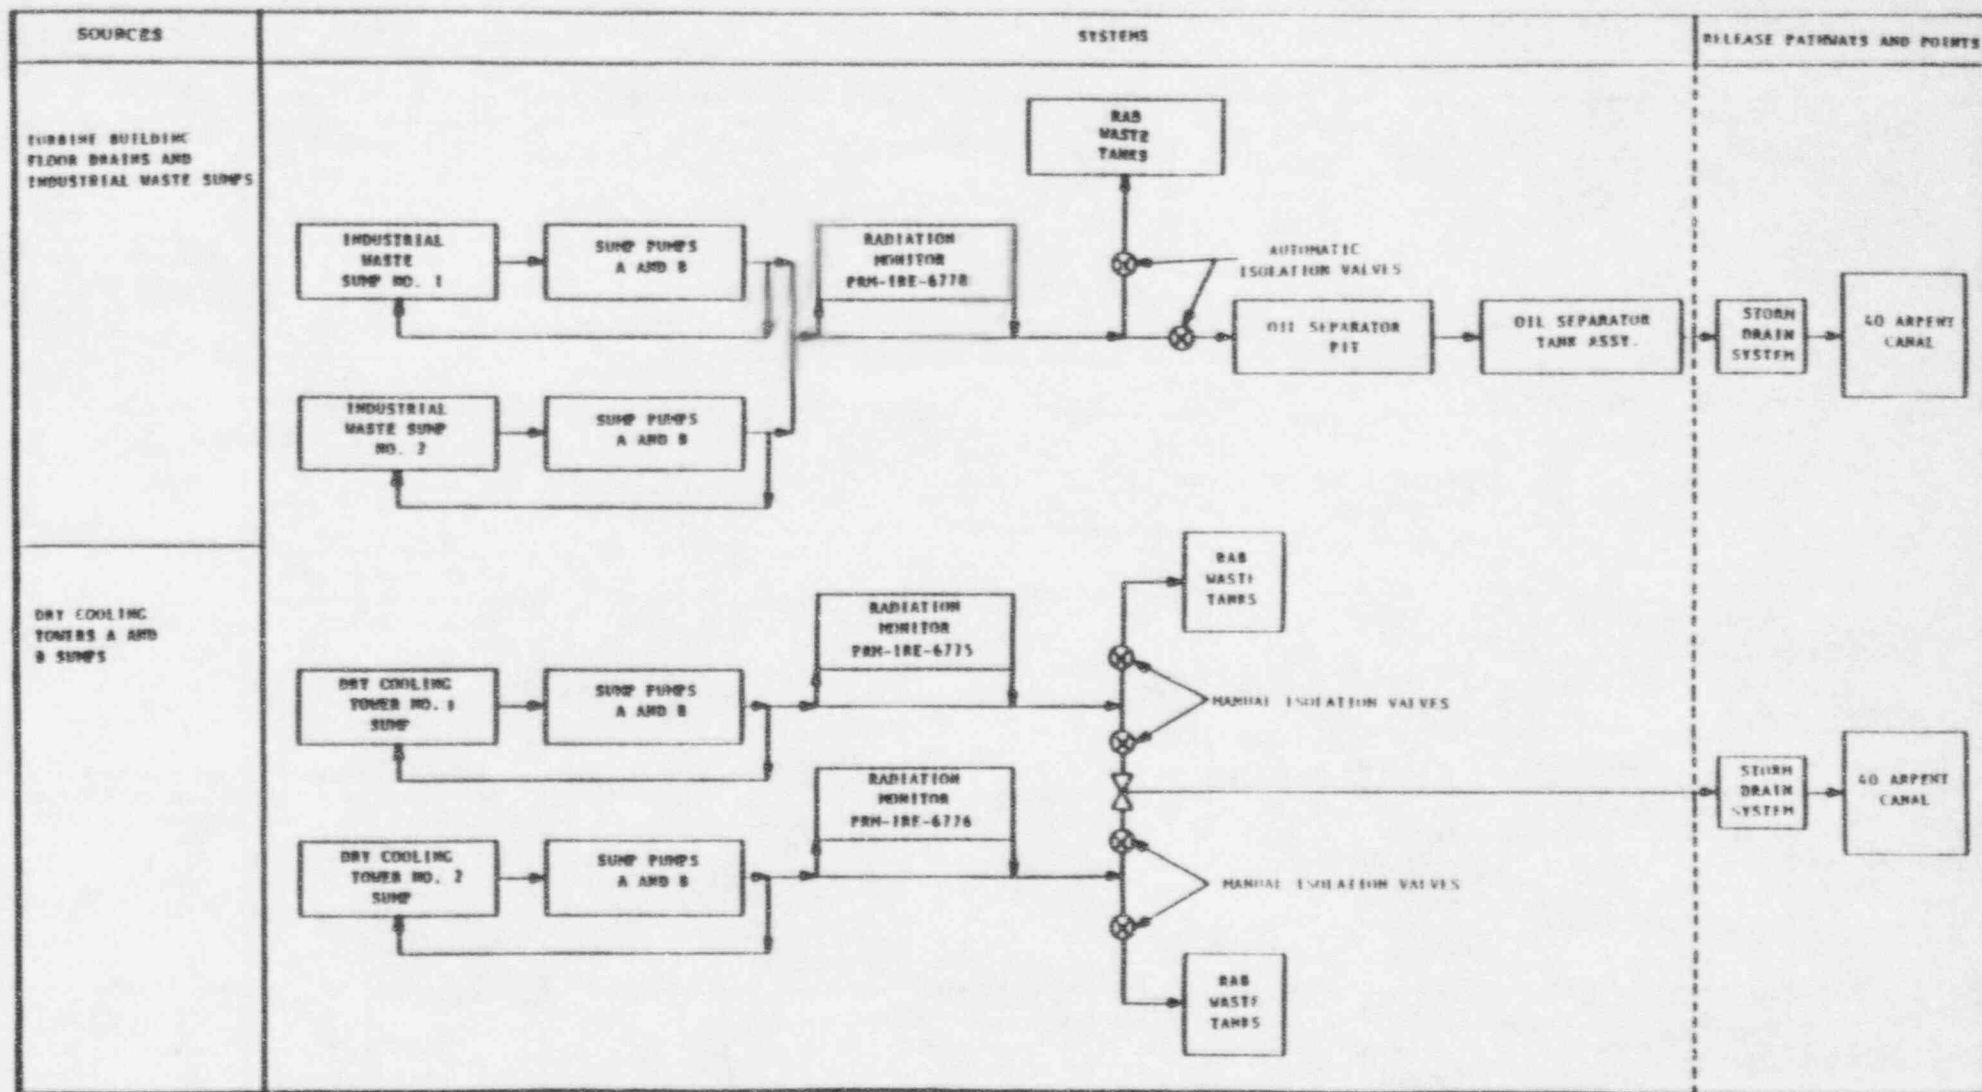 SOURCES
SYSTEMS
RELEASE PATHWAYS AND POINTS
TURBINE BUILDING
FLOOR DRAINS AND
INDUSTRIAL WASTE SUMPS
RAB
WASTE
TANKS
INDUSTRIAL
WASTE
SUMP NO. 1
SUMP PUMPS
A AND B
RADIATION
MONITOR
PRM-IRE-6778
AUTOMATIC
ISOLATION VALVES
OIL SEPARATOR
PIT
OIL SEPARATOR
TANK ASSY.
STORM
DRAIN
SYSTEM
40 ARPENT
CANAL
INDUSTRIAL
WASTE SUMP
NO. 2
SUMP PUMPS
A AND B
DRY COOLING
TOWERS A AND
B SUMPS
RAB
WASTE
TANKS
RADIATION
MONITOR
PRM-IRE-6775
DRY COOLING
TOWER NO. 1
SUMP
SUMP PUMPS
A AND B
MANUAL ISOLATION VALVES
RADIATION
MONITOR
PRM-IRE-6776
STORM
DRAIN
SYSTEM
40 ARPENT
CANAL
DRY COOLING
TOWER NO. 2
SUMP
SUMP PUMPS
A AND B
MANUAL ISOLATION VALVES
RAB
WASTE
TANKS